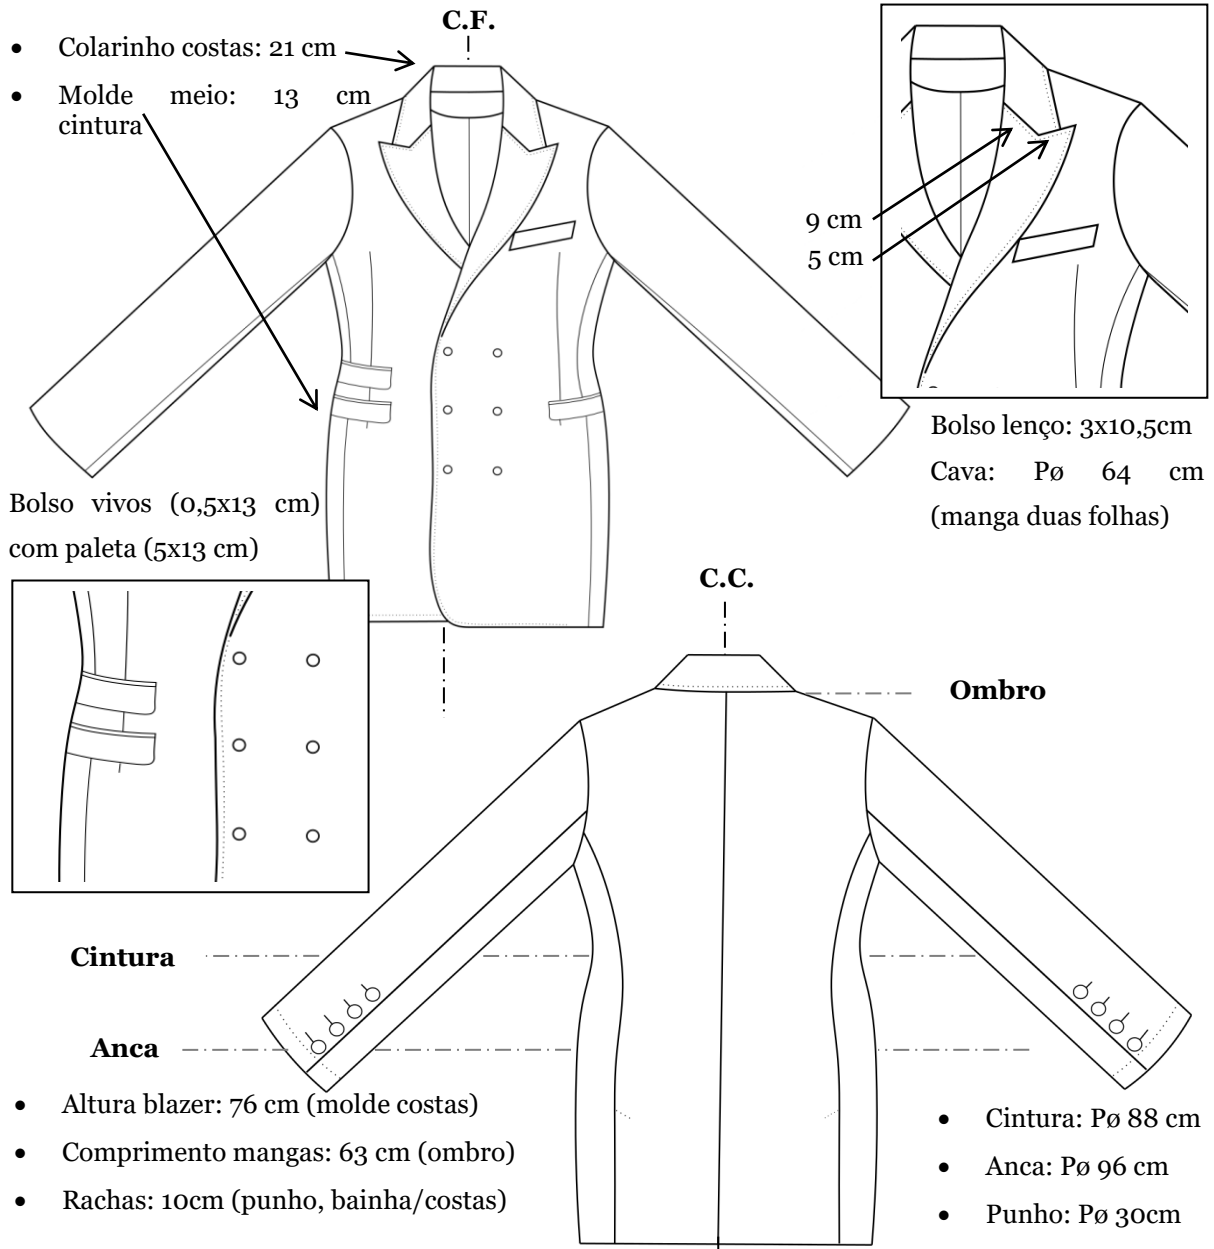 C.F.
• Colarinho costas: 21 cm
• Molde meio: 13 cm
cintura
9 cm
5 cm
Bolso lenço: 3x10,5cm
Cava: Pø 64 cm
(manga duas folhas)
Bolso vivos (0,5x13 cm)
com paleta (5x13 cm)
C.C.
Ombro
Cintura
Anca
• Altura blazer: 76 cm (molde costas)
• Comprimento mangas: 63 cm (ombro)
• Rachas: 10cm (punho, bainha/costas)
• Cintura: Pø 88 cm
• Anca: Pø 96 cm
• Punho: Pø 30cm